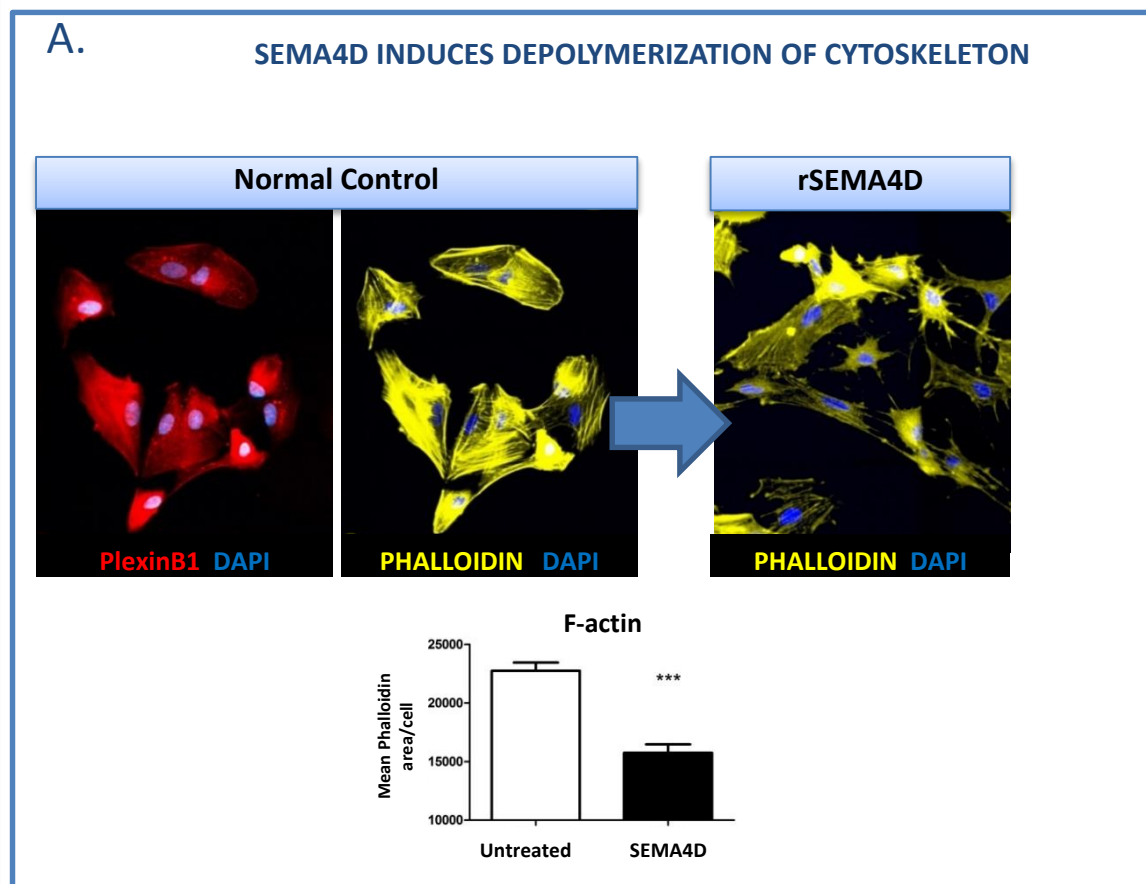 A.
SEMA4D INDUCES DEPOLYMERIZATION OF CYTOSKELETON
Normal Control
rSEMA4D
PlexinB1 DAPI
PHALLOIDIN DAPI
PHALLOIDIN DAPI
F-actin
Mean Phalloidin
area/cell
25000
20000
15000
10000
***
Untreated
SEMA4D